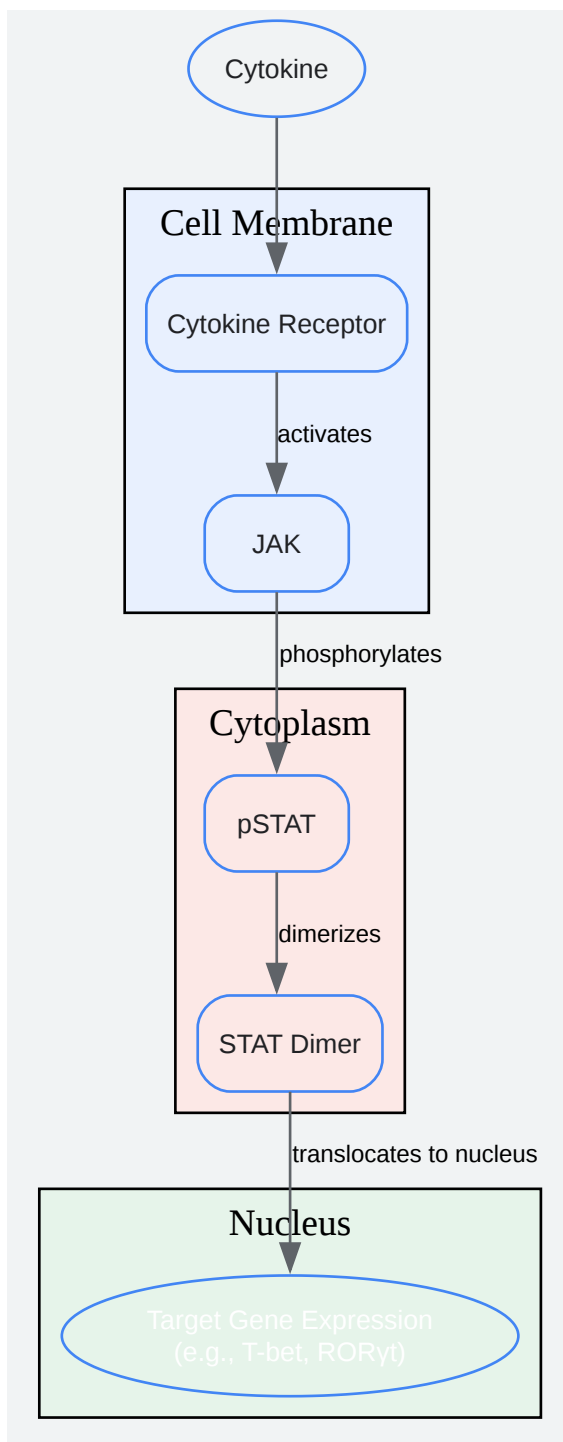 Cytokine
Cell Membrane
Cytokine Receptor
activates
JAK
phosphorylates
Cytoplasm
pSTAT
dimerizes
STAT Dimer
translocates to nucleus
Nucleus
Target Gene Expression
(e.g., T-bet, RORγt)